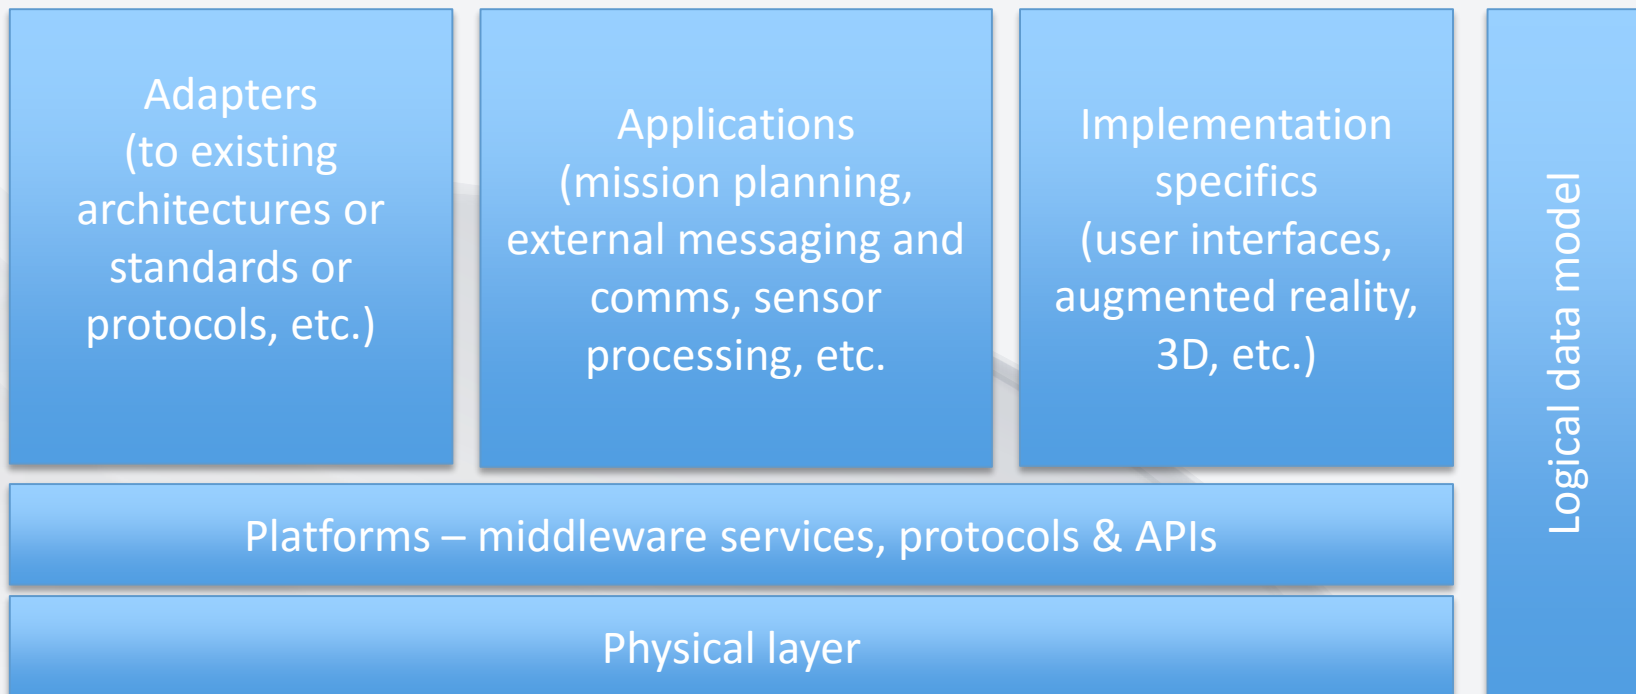 Adapters
(to existing
architectures or
standards or
protocols, etc.)
Applications
(mission planning,
external messaging and
comms, sensor
processing, etc.
Implementation
specifics
(user interfaces,
augmented reality,
3D, etc.)
Logical data model
Platforms – middleware services, protocols & APIs
Physical layer